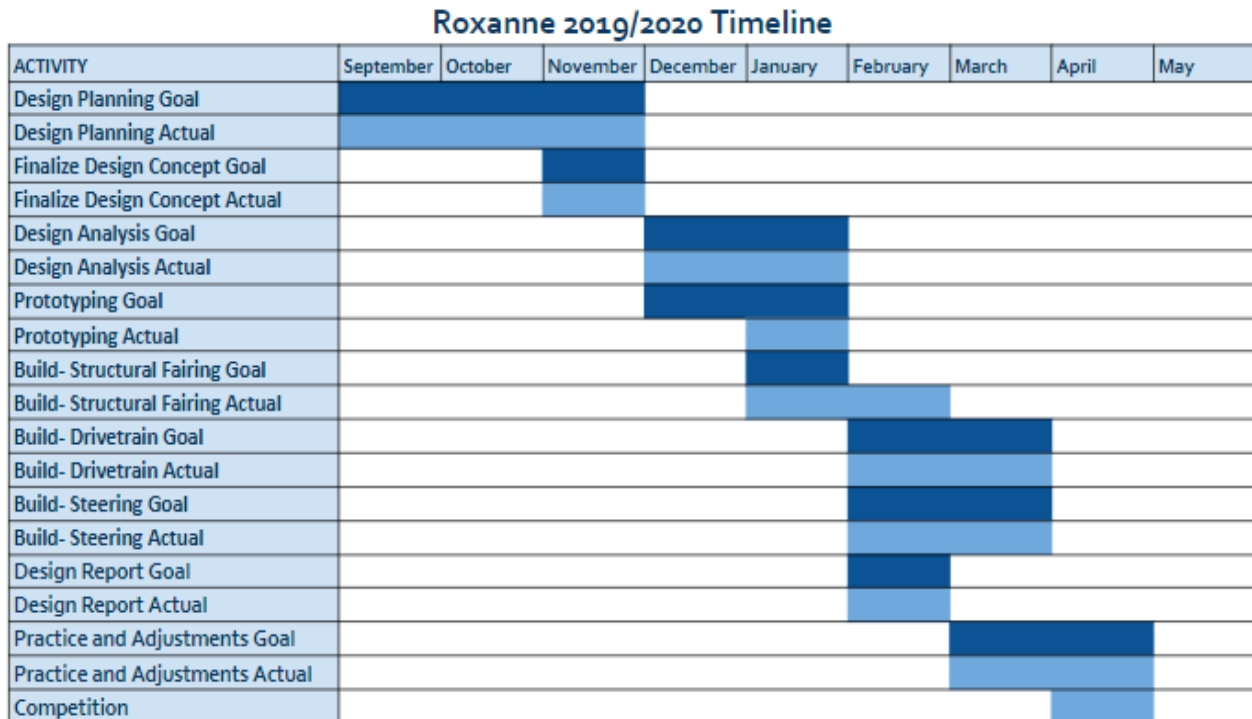 Roxanne 2019/2020 Timeline
ACTIVITY September October November December January February March April May
Design Planning Goal
Design Planning Actual
Finalize Design Concept Goal
Finalize Design Concept Actual
Design Analysis Goal
Design Analysis Actual
Prototyping Goal
Prototyping Actual
Build- Structural Fairing Goal
Build- Structural Fairing Actual
Build- Drivetrain Goal
Build- Drivetrain Actual
Build- Steering Goal
Build- Steering Actual
Design Report Goal
Design Report Actual
Practice and Adjustments Goal
Practice and Adjustments Actual
Competition